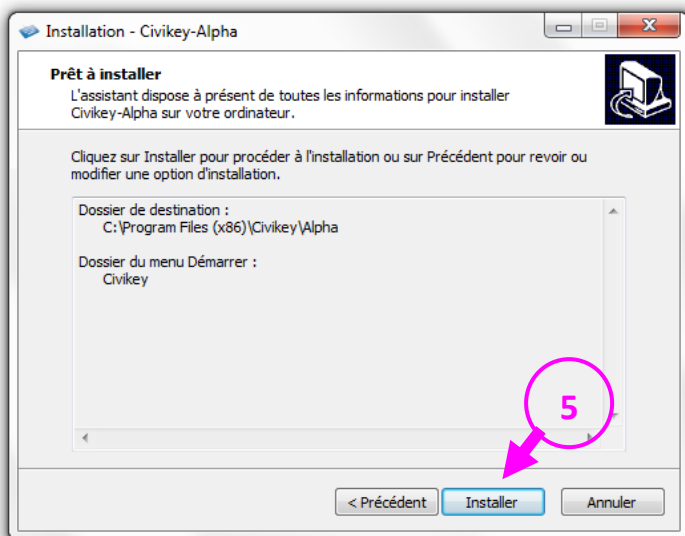 Installation - Civikey-Alpha
Prêt à installer
L'assistant dispose à présent de toutes les informations pour installer
Civikey-Alpha sur votre ordinateur.
Cliquez sur Installer pour procéder à l'installation ou sur Précédent pour revoir ou
modifier une option d'installation.
Dossier de destination :
C:\Program Files (x86)\Civikey\Alpha
Dossier du menu Démarrer :
Civikey
5
< Précédent Installer Annuler